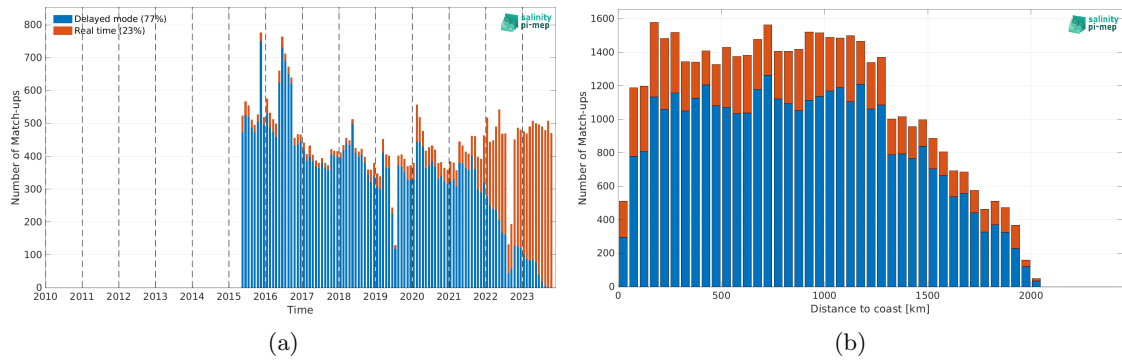 Delayed mode (77%)
Real time (23%)
salinity
pi-mep
Number of Match-ups
800
700
600
500
400
300
200
100
0
2010 2011 2012 2013 2014 2015 2016 2017 2018 2019 2020 2021 2022 2023
Time
(a)
salinity
pi-mep
Number of Match-ups
1600
1400
1200
1000
800
600
400
200
0
0 500 1000 1500 2000
Distance to coast [km]
(b)